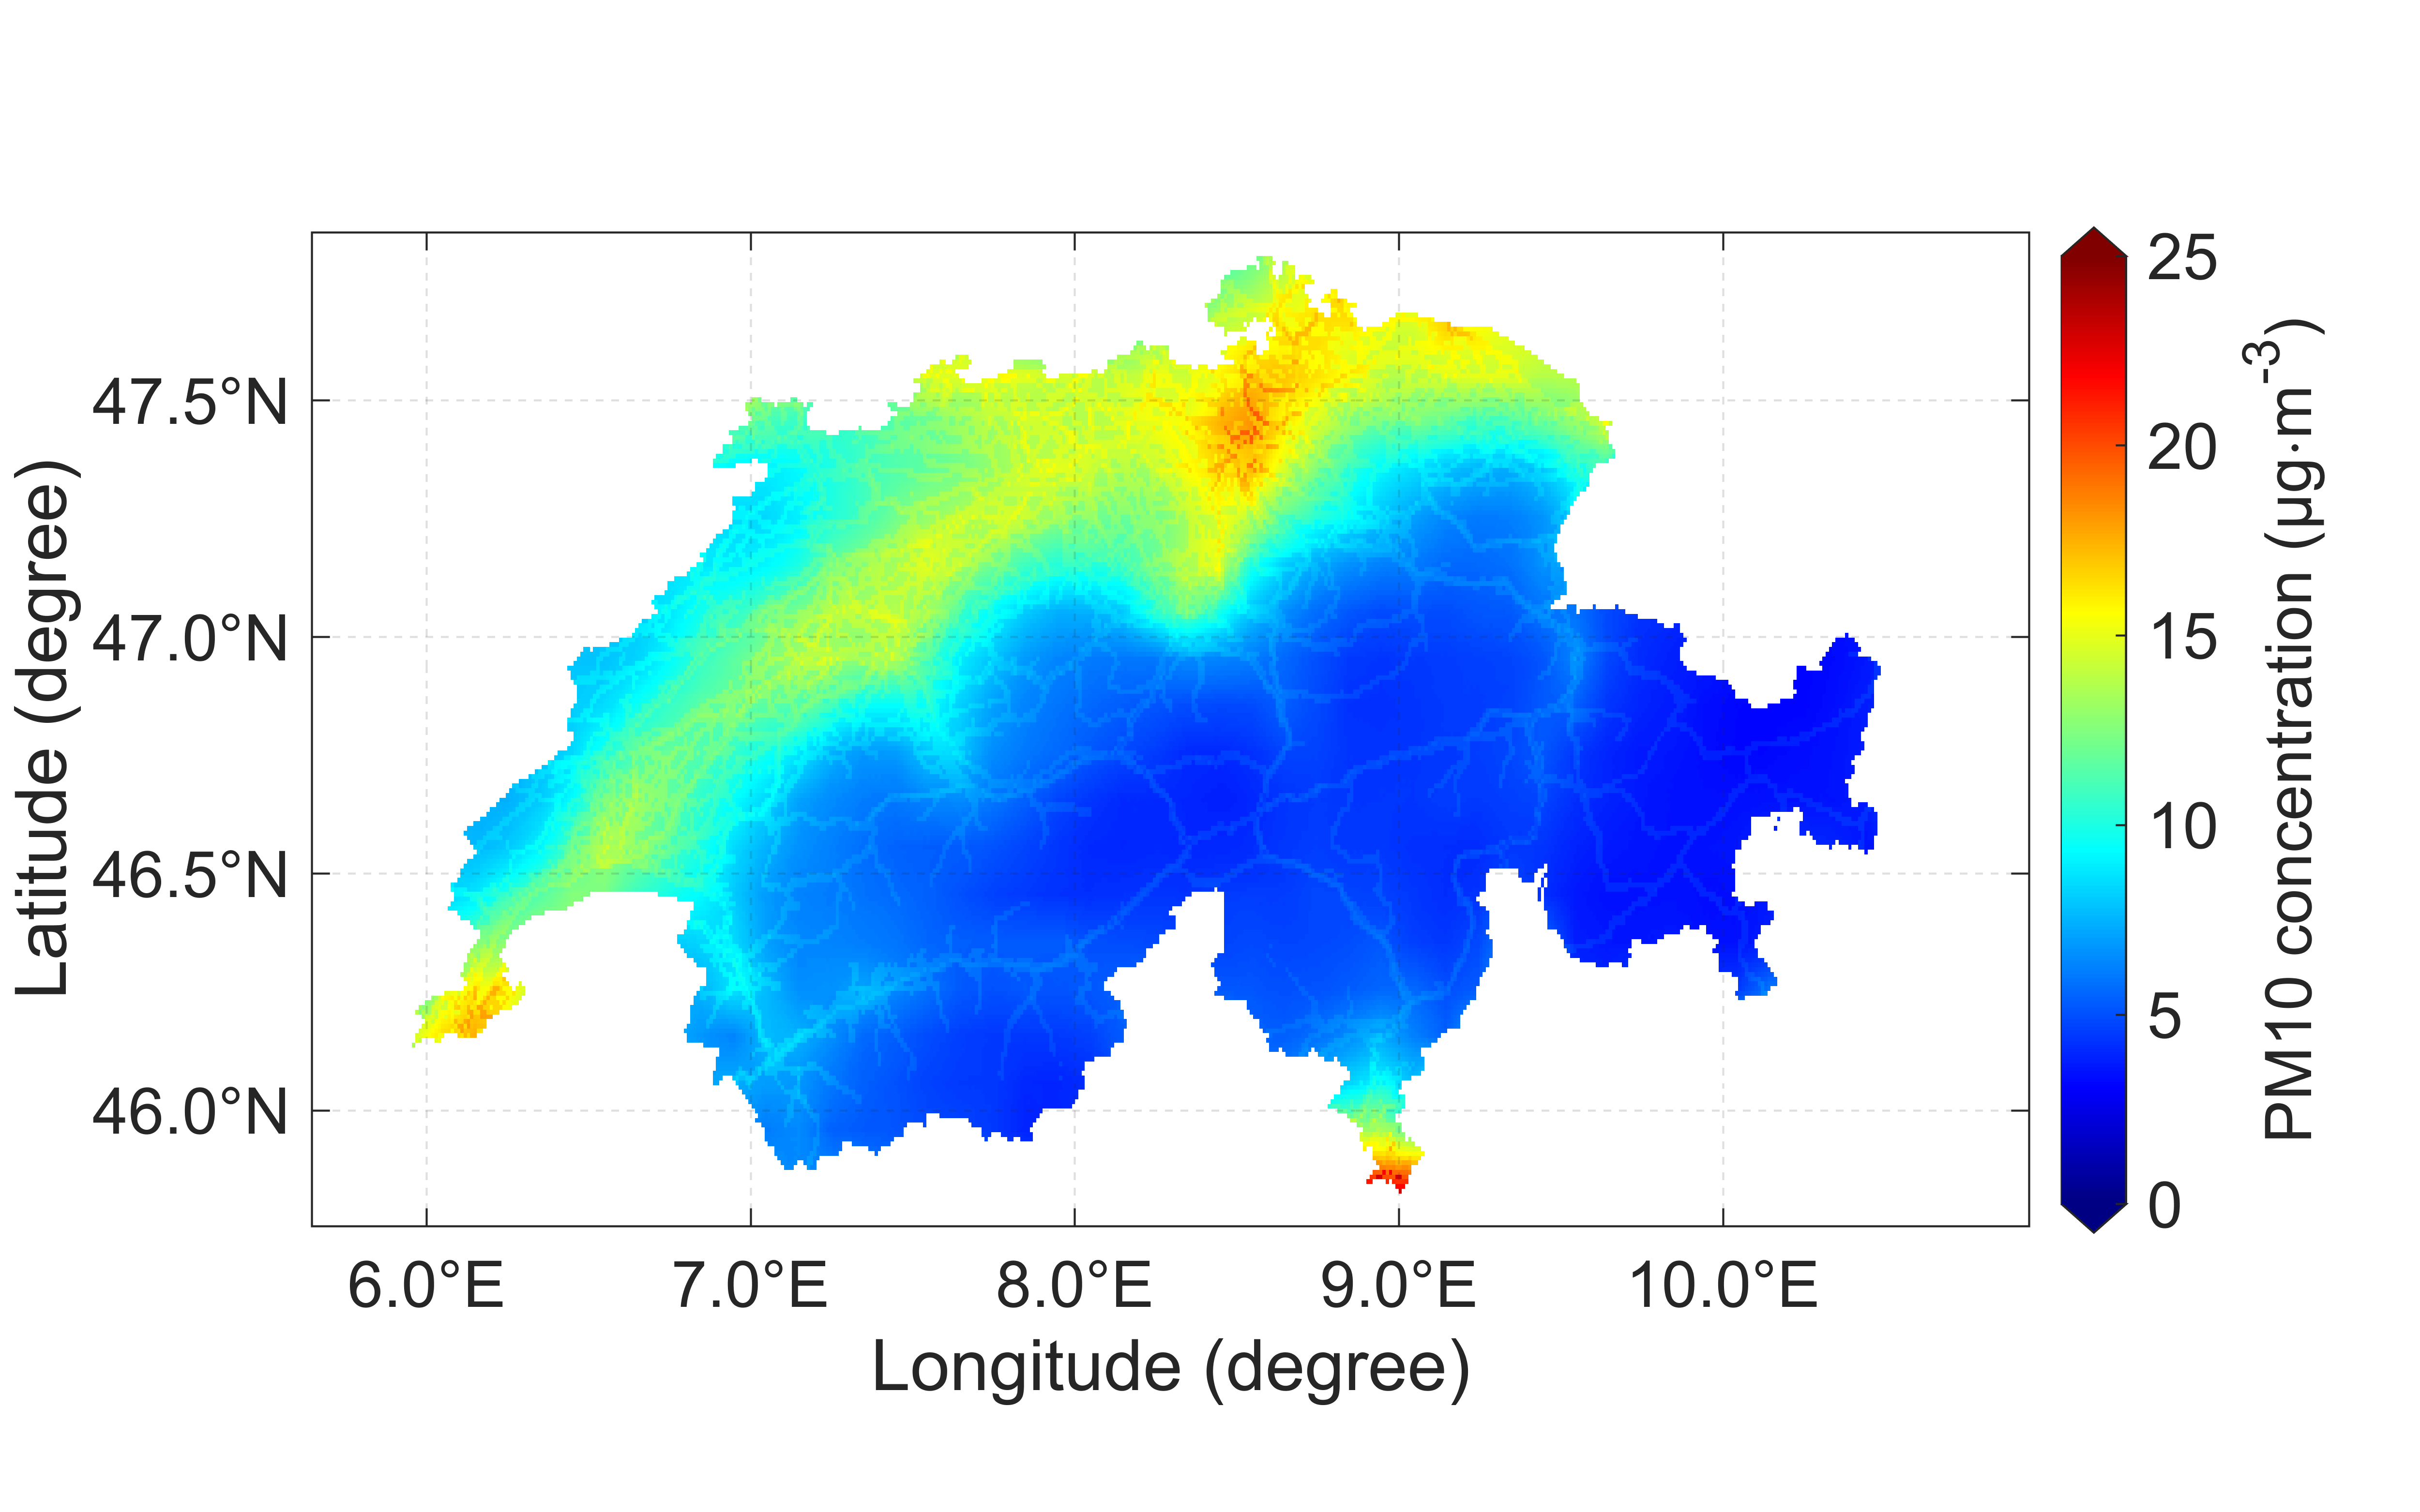 47.5°N
47.0°N
46.5°N
46.0°N
Latitude (degree)
6.0°E 7.0°E 8.0°E 9.0°E 10.0°E
Longitude (degree)
25
20
15
10
5
0
PM10 concentration (µg·m⁻³)